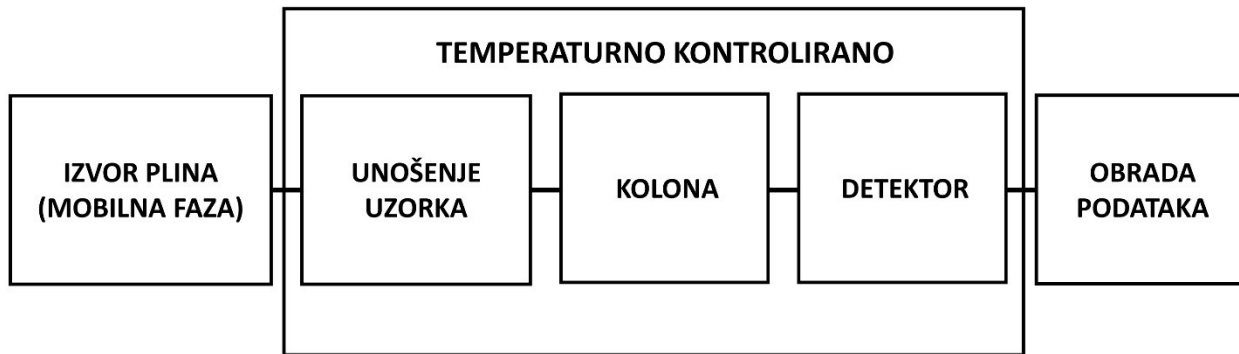 TEMPERATURNO KONTROLIRANO
IZVOR PLINA
(MOBILNA FAZA)
UNOŠENJE
UZORKA
KOLONA
DETEKTOR
OBRADA
PODATAKA